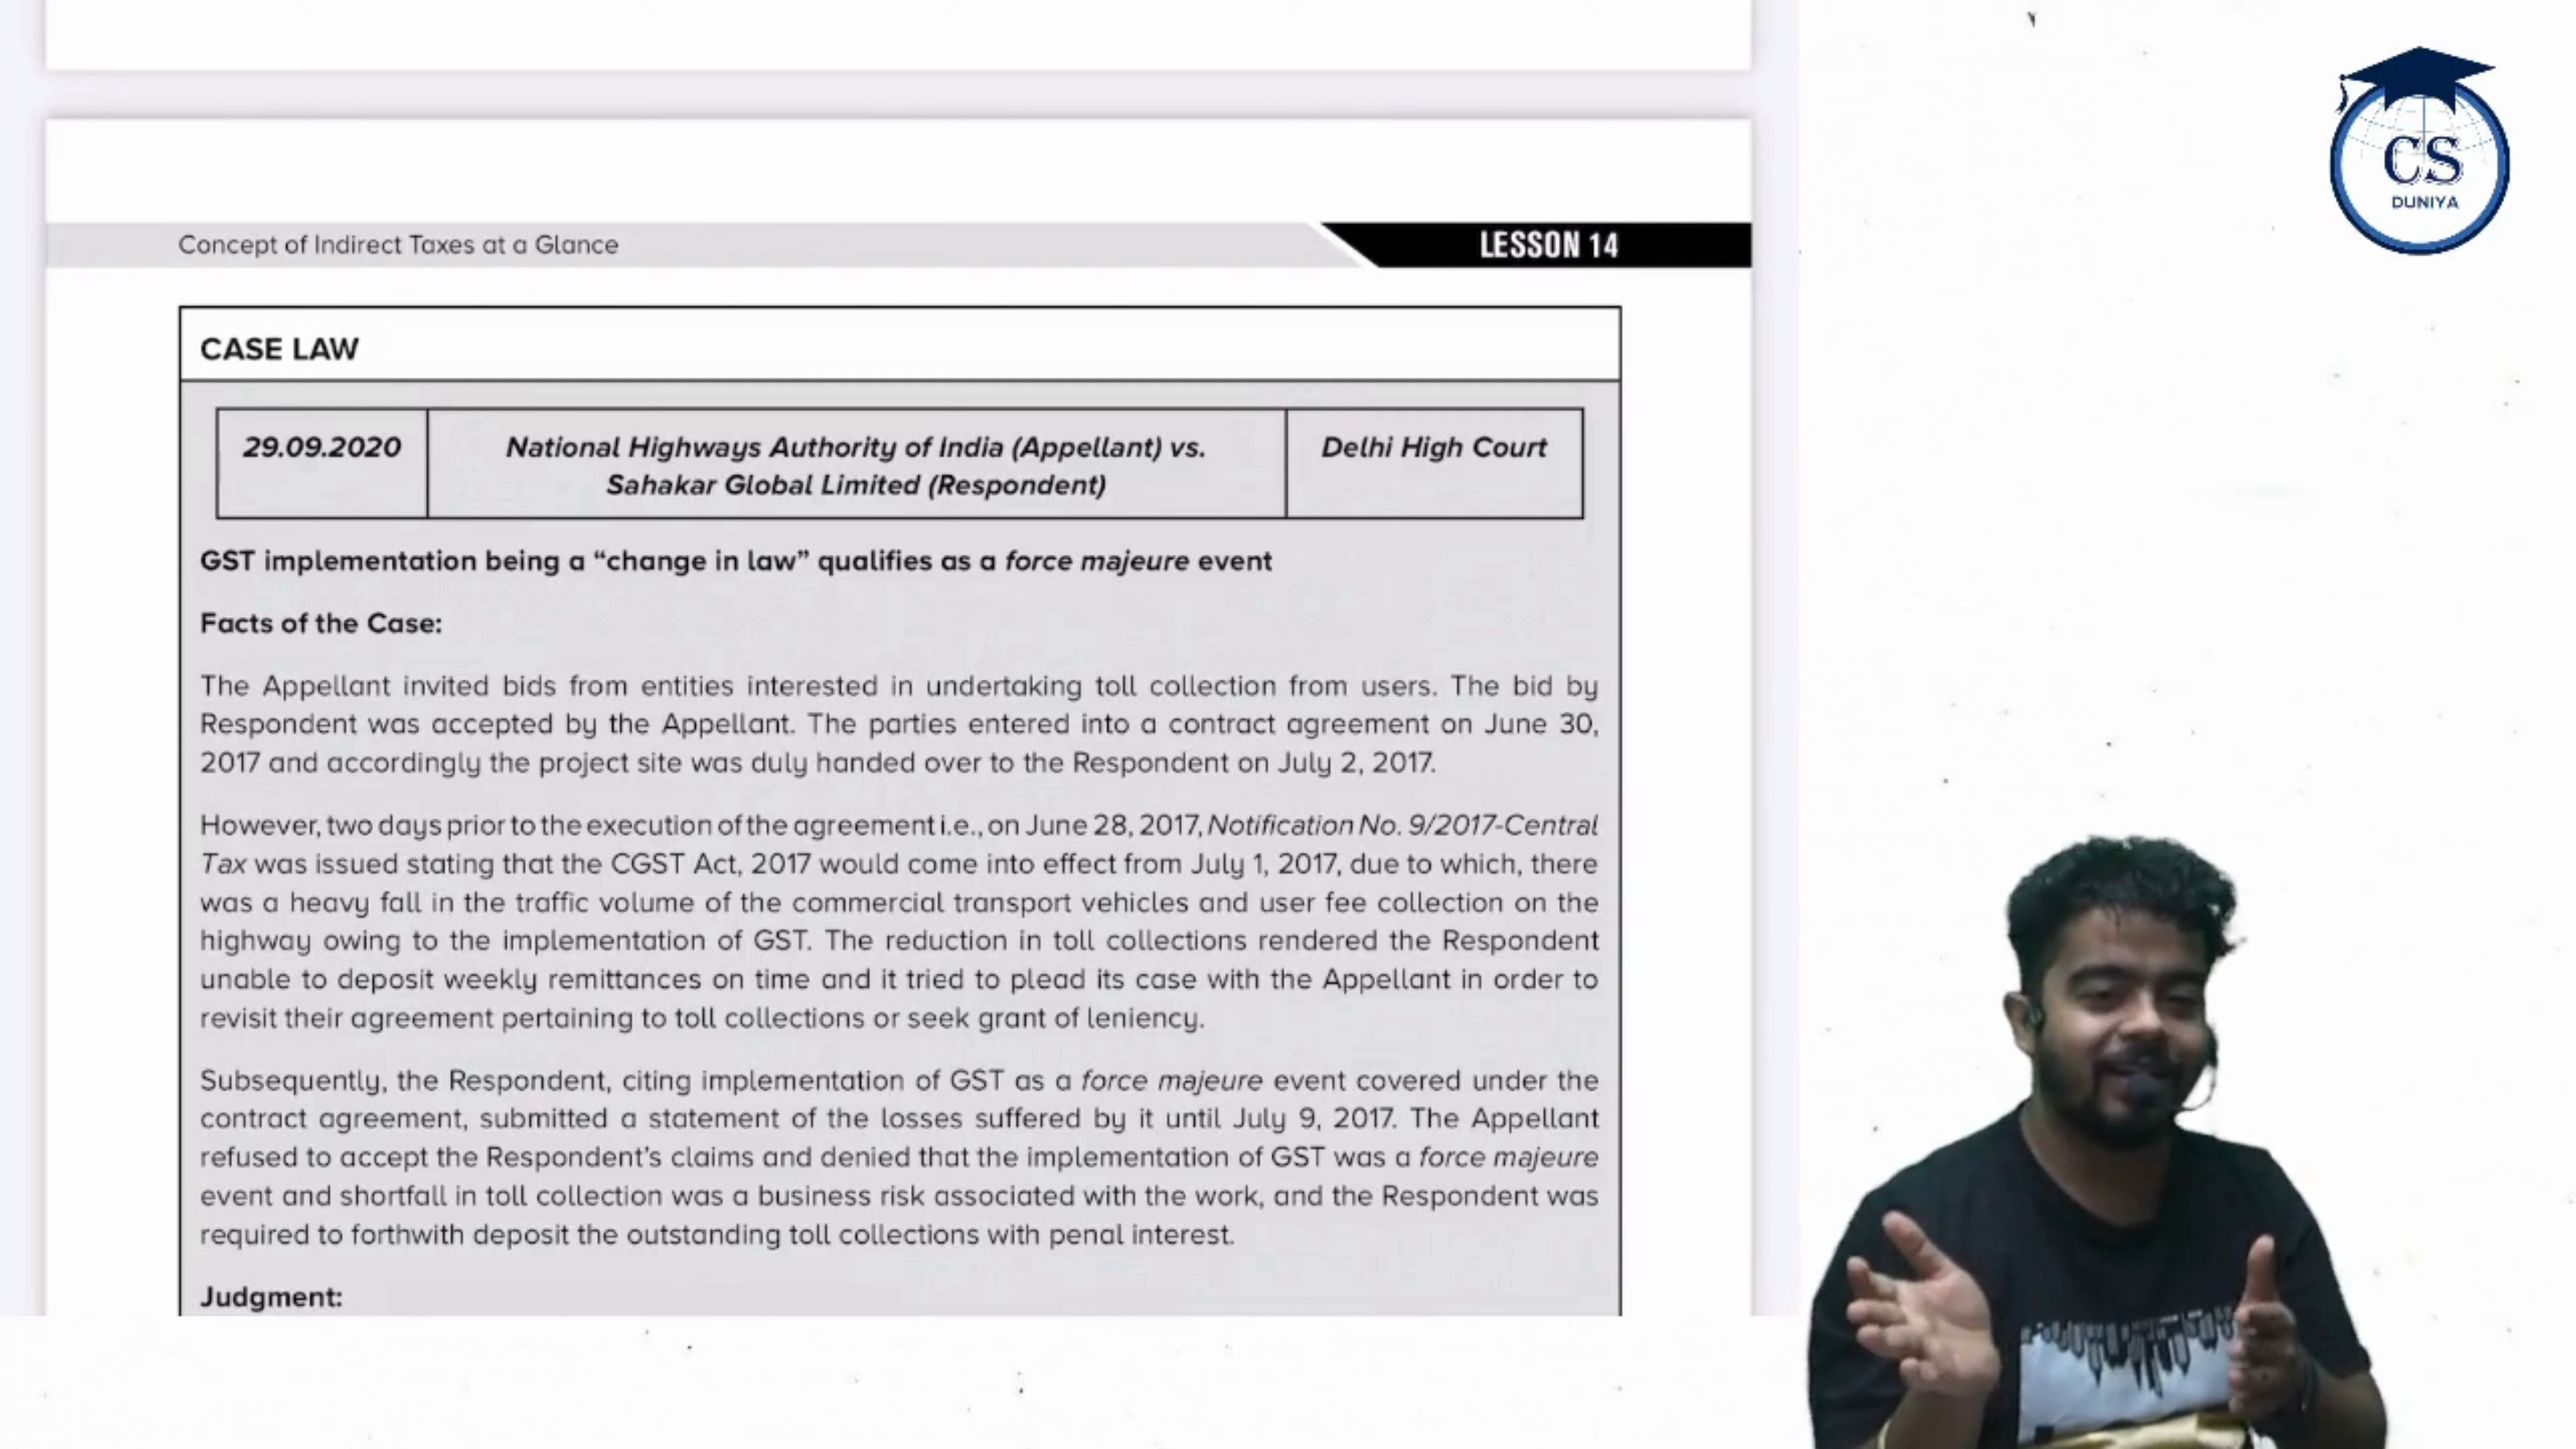 CS
DUNIYA
Concept of Indirect Taxes at a Glance
LESSON 14
CASE LAW
29.09.2020
National Highways Authority of India (Appellant) vs.
Sahakar Global Limited (Respondent)
Delhi High Court
GST implementation being a “change in law” qualifies as a force majeure event
Facts of the Case:
The Appellant invited bids from entities interested in undertaking toll collection from users. The bid by
Respondent was accepted by the Appellant. The parties entered into a contract agreement on June 30,
2017 and accordingly the project site was duly handed over to the Respondent on July 2, 2017.
However, two days prior to the execution of the agreement i.e., on June 28, 2017, Notification No. 9/2017-Central
Tax was issued stating that the CGST Act, 2017 would come into effect from July 1, 2017, due to which, there
was a heavy fall in the traffic volume of the commercial transport vehicles and user fee collection on the
highway owing to the implementation of GST. The reduction in toll collections rendered the Respondent
unable to deposit weekly remittances on time and it tried to plead its case with the Appellant in order to
revisit their agreement pertaining to toll collections or seek grant of leniency.
Subsequently, the Respondent, citing implementation of GST as a force majeure event covered under the
contract agreement, submitted a statement of the losses suffered by it until July 9, 2017. The Appellant
refused to accept the Respondent’s claims and denied that the implementation of GST was a force majeure
event and shortfall in toll collection was a business risk associated with the work, and the Respondent was
required to forthwith deposit the outstanding toll collections with penal interest.
Judgment: